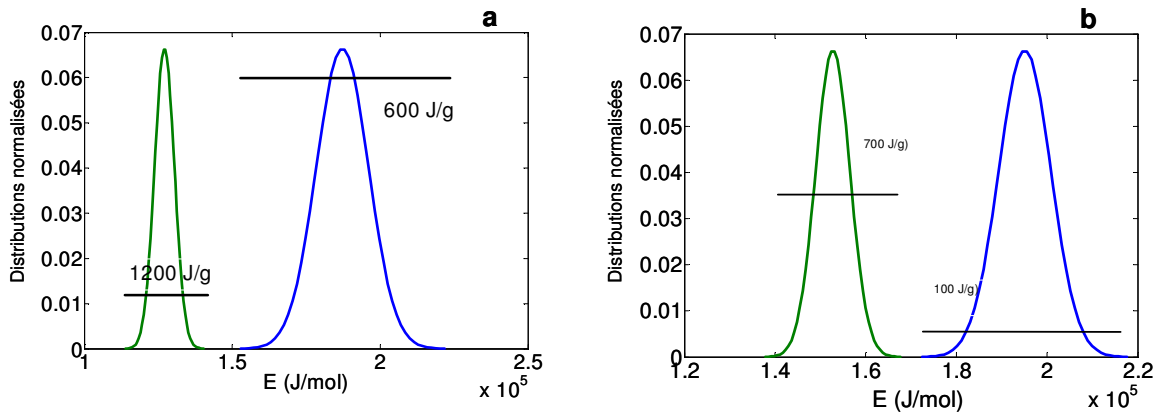 a
Distributions normalisées
0.07
0.06
0.05
0.04
0.03
0.02
0.01
0
600 J/g
1200 J/g
1
1.5
2
2.5
E (J/mol)
x 10^5
b
Distributions normalisées
0.07
0.06
0.05
0.04
0.03
0.02
0.01
0
700 J/g)
100 J/g)
1.2
1.4
1.6
1.8
2
2.2
E (J/mol)
x 10^5